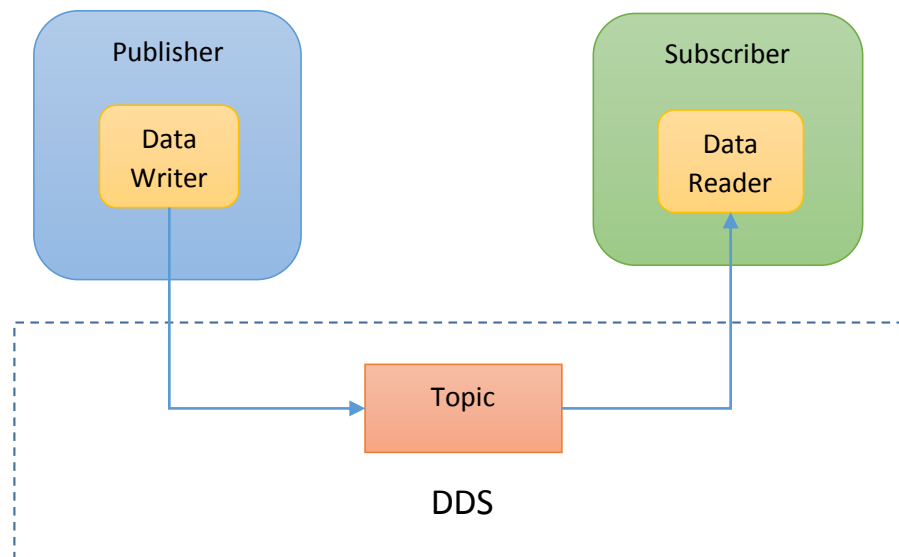 Publisher
Data
Writer
Subscriber
Data
Reader
Topic
DDS